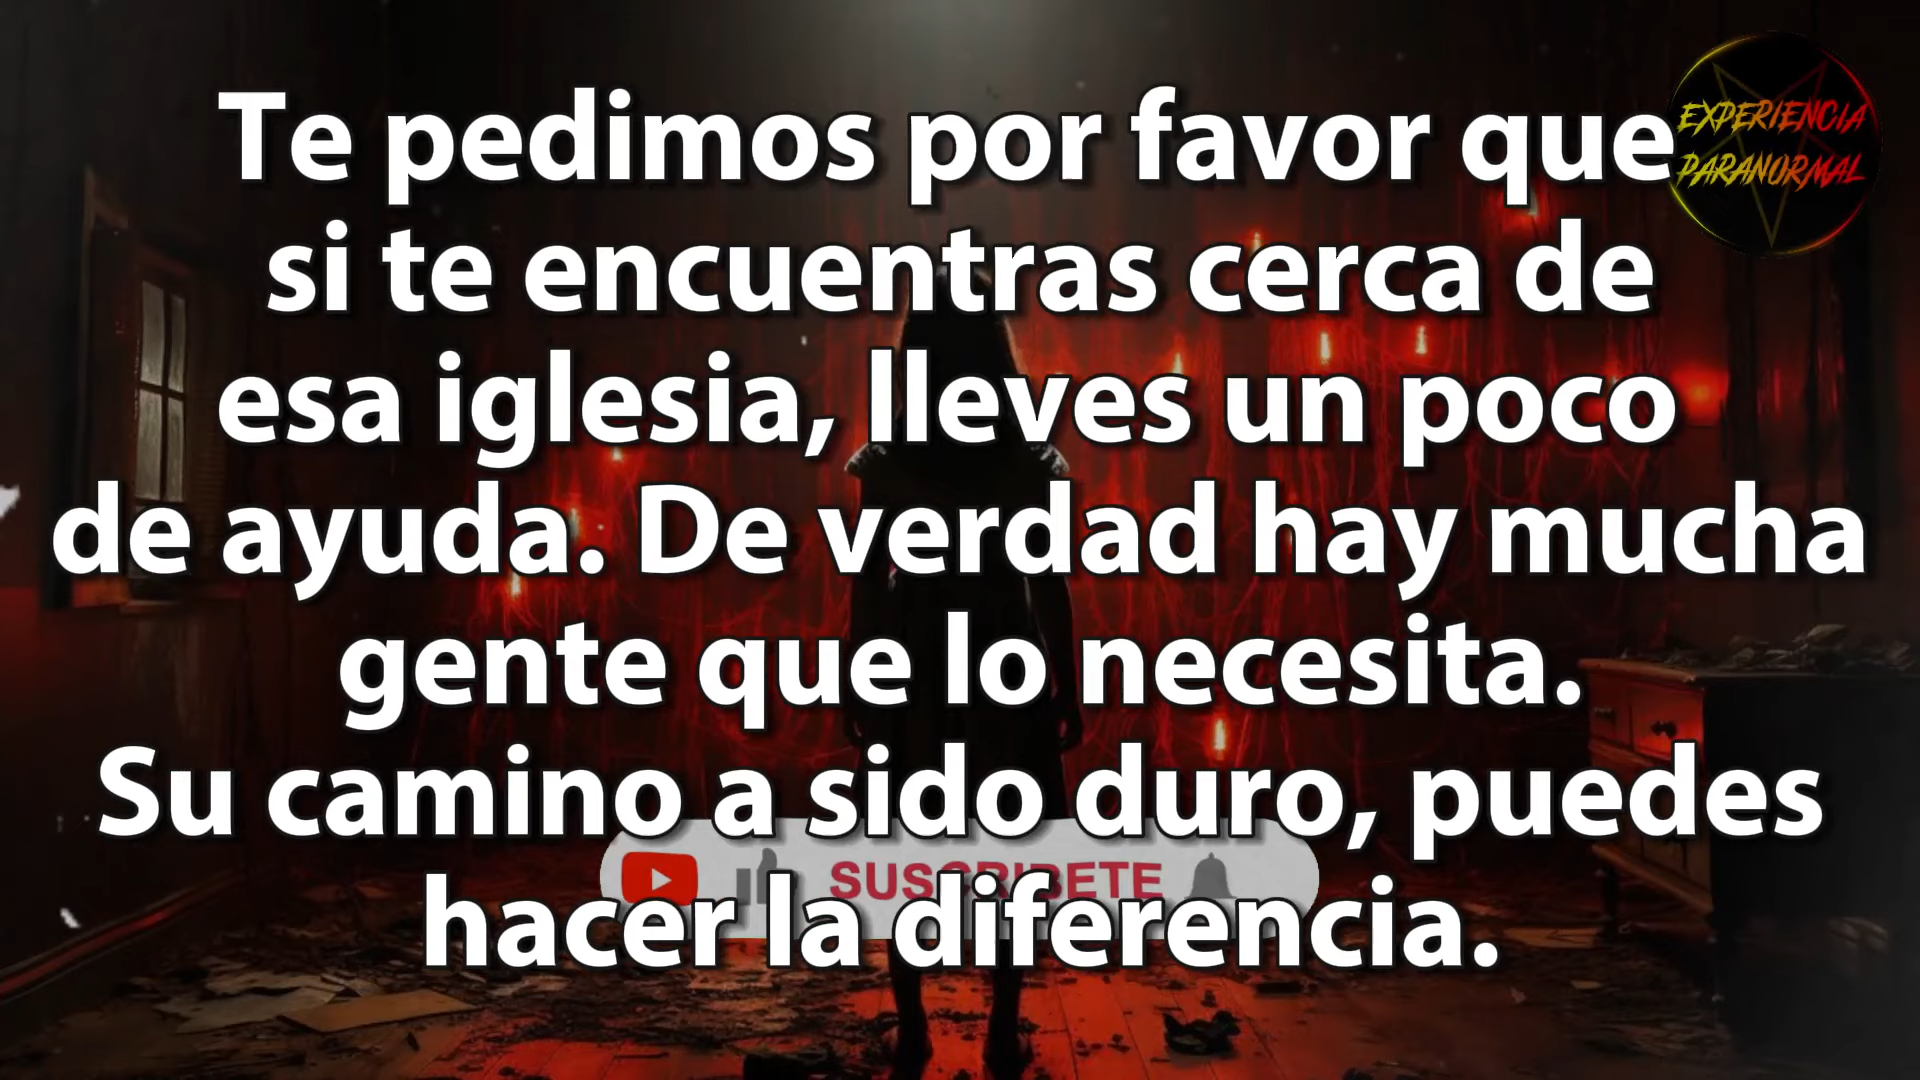 Te pedimos por favor que
si te encuentras cerca de
esa iglesia, lleves un poco
de ayuda. De verdad hay mucha
gente que lo necesita.
Su camino a sido duro, puedes
hacer la diferencia.
EXPERIENCIA
PARANORMAL
SUSCRIBETE